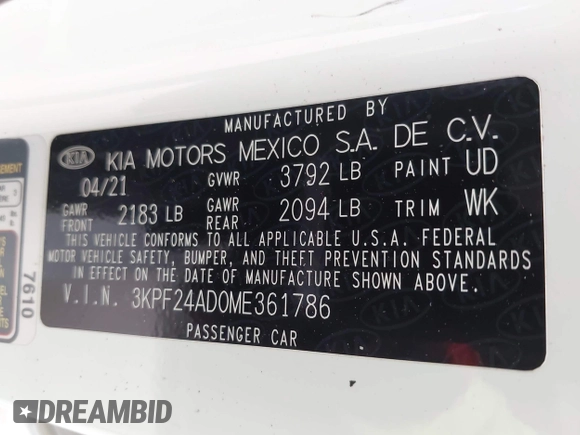 MANUFACTURED BY
KIA KIA MOTORS MEXICO S.A. DE C.V.
04/21 GVWR 3792 LB PAINT UD
GAWR FRONT 2183 LB GAWR REAR 2094 LB TRIM WK
THIS VEHICLE CONFORMS TO ALL APPLICABLE U.S.A. FEDERAL
MOTOR VEHICLE SAFETY, BUMPER, AND THEFT PREVENTION STANDARDS
IN EFFECT ON THE DATE OF MANUFACTURE SHOWN ABOVE.
V.I.N. 3KPF24AD0ME361786
PASSENGER CAR
7610
DREAMBID